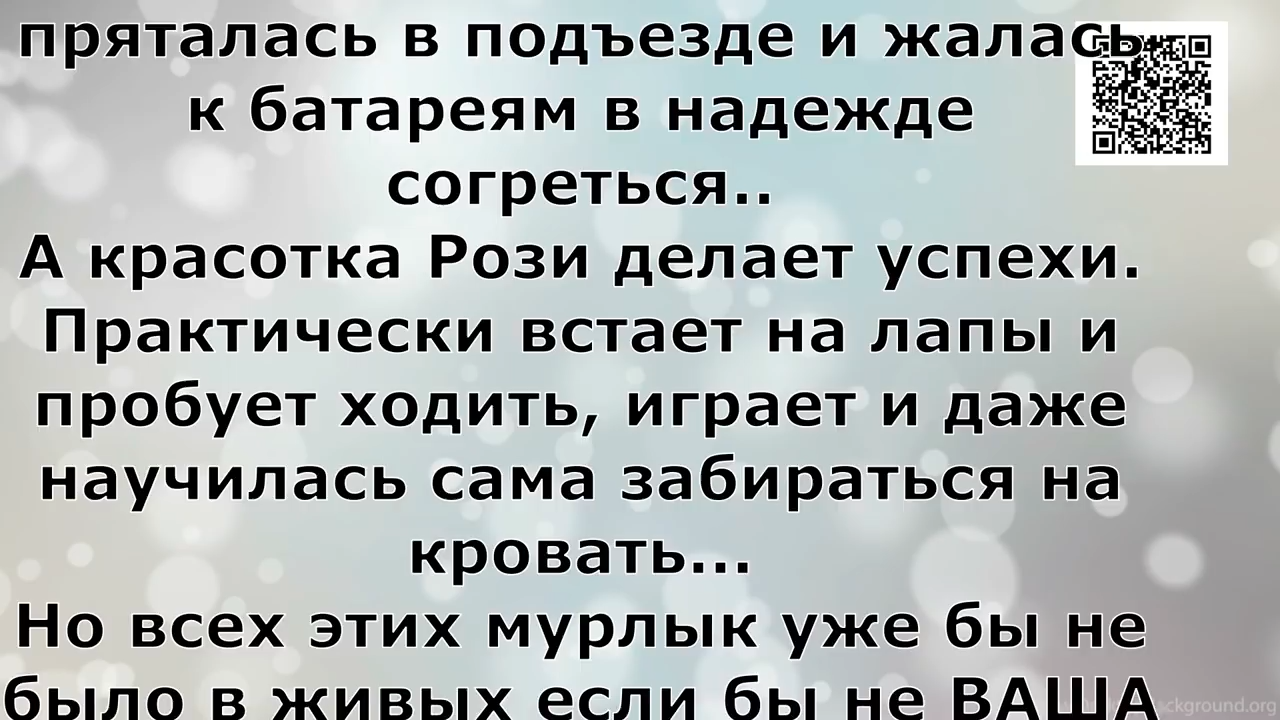 пряталась в подъезде и жалась
к батареям в надежде
согреться..
А красотка Рози делает успехи.
Практически встает на лапы и
пробует ходить, играет и даже
научилась сама забираться на
кровать...
Но всех этих мурлык уже бы не
было в живых если бы не ВАША